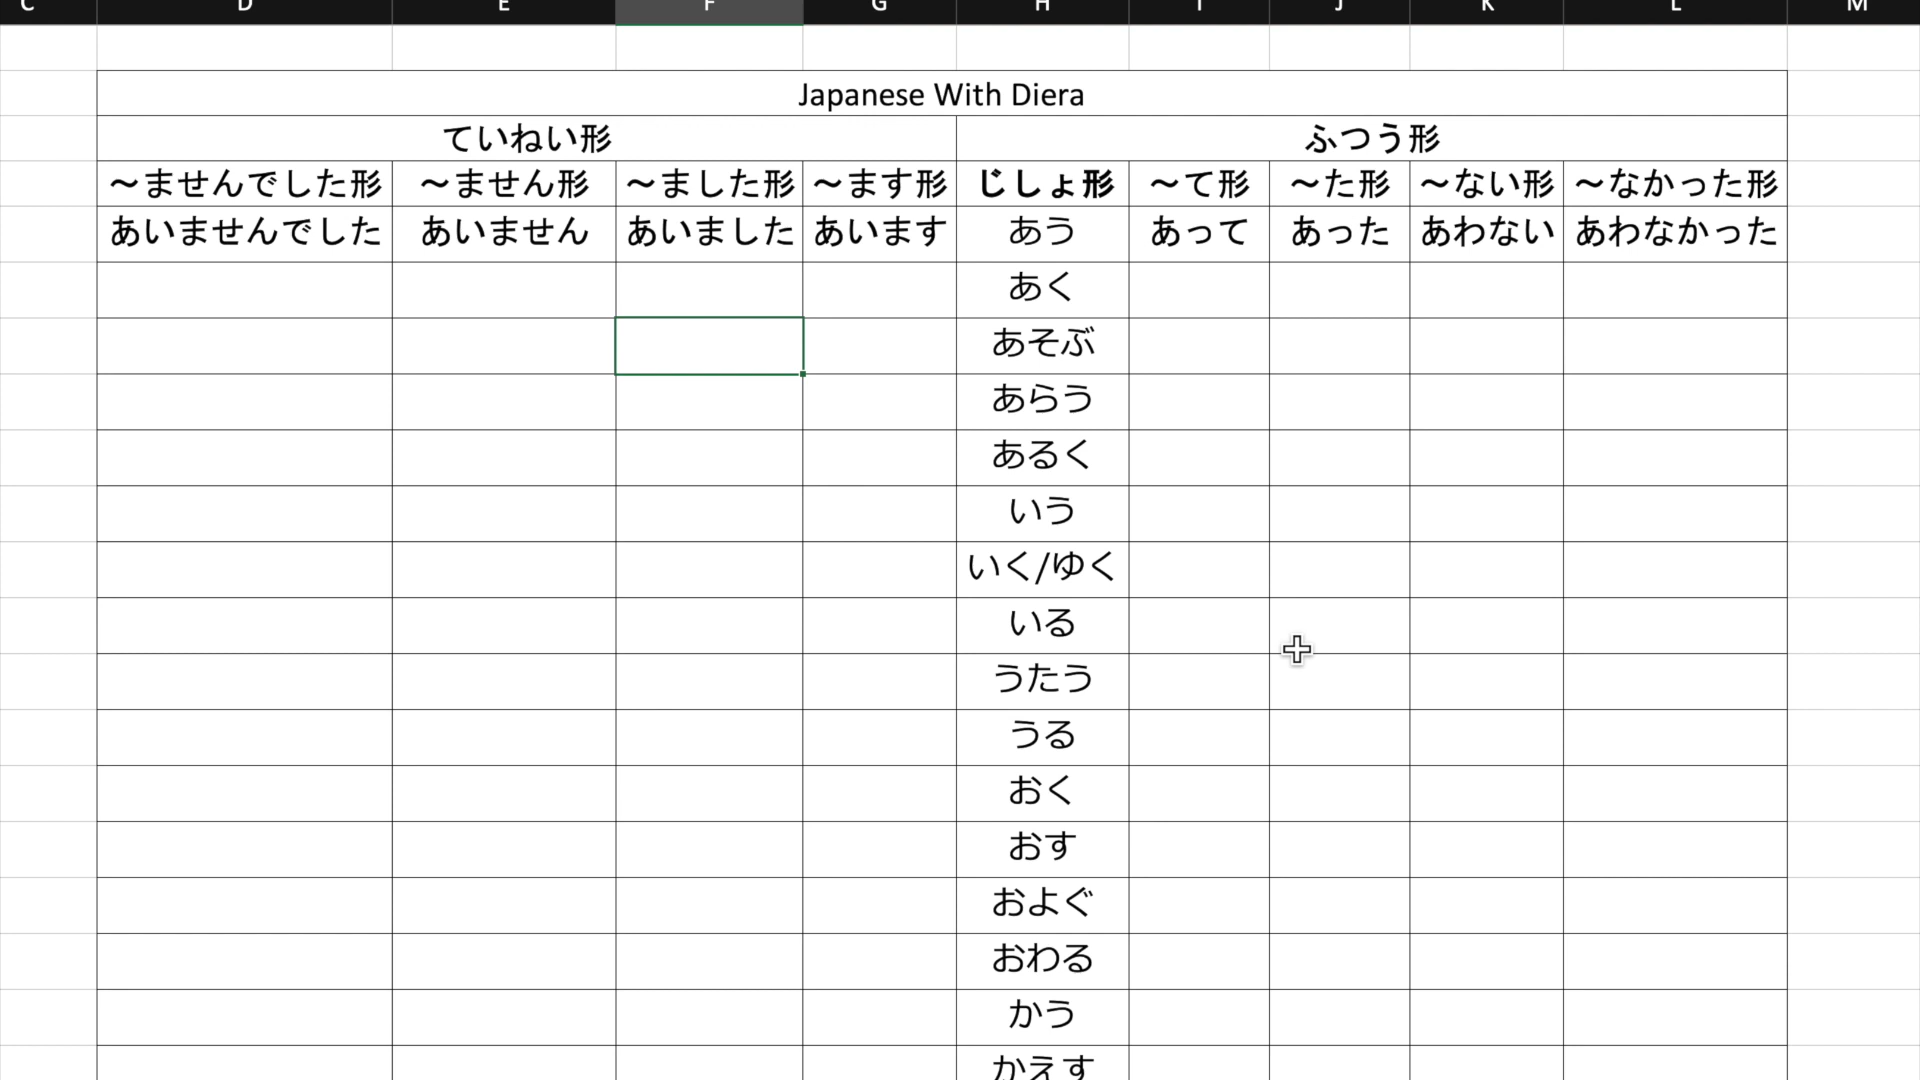 C D E F G H I J K L M
Japanese With Diera
ていねい形 ふつう形
～ませんでした形 ～ません形 ～ました形 ～ます形 じしょ形 ～て形 ～た形 ～ない形 ～なかった形
あいませんでした あいません あいました あいます あう あって あった あわない あわなかった
あく
あそぶ
あらう
あるく
いう
いく/ゆく
いる
うたう
うる
おく
おす
およぐ
おわる
かう
かえす